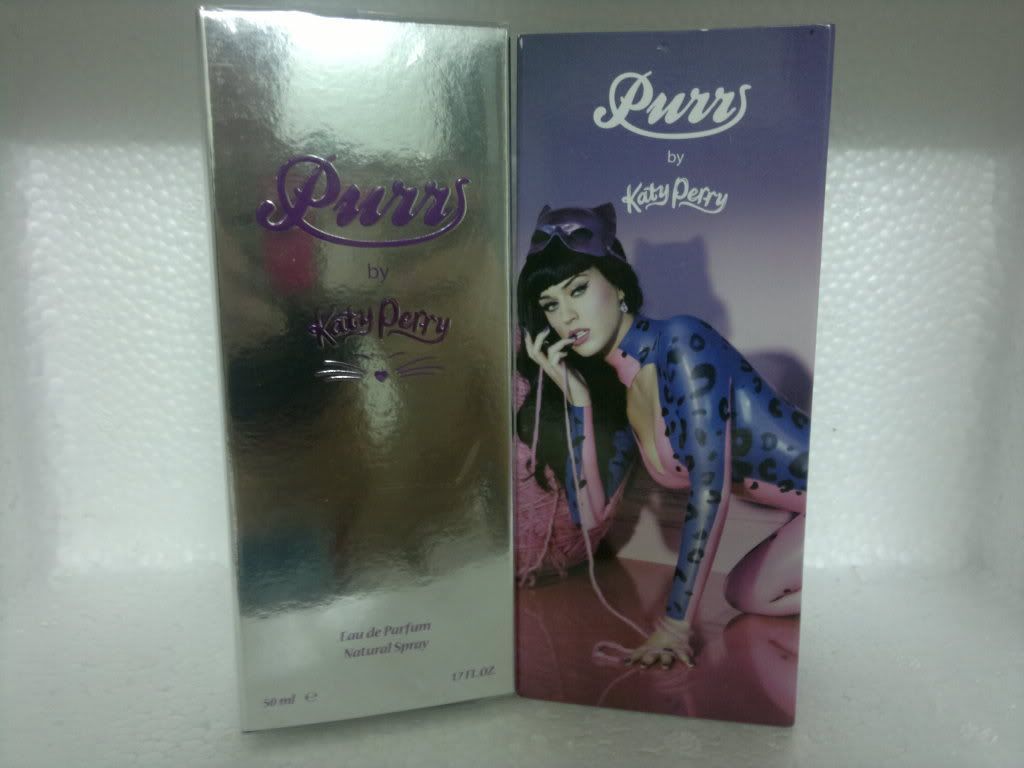 Purr
by
Katy Perry
Eau de Parfum
Natural Spray
50 ml e
1.7 FL.OZ
Purr
by
Katy Perry